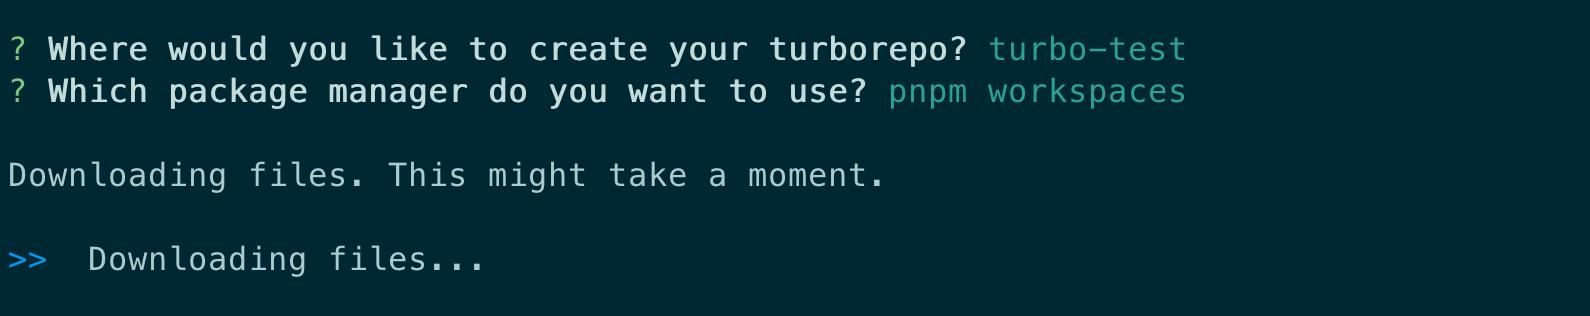 ? Where would you like to create your turborepo? turbo-test
? Which package manager do you want to use? pnpm workspaces
Downloading files. This might take a moment.
>> Downloading files...